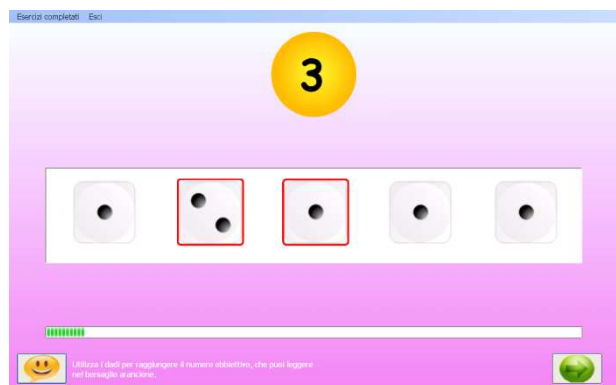 Esercizi completati Esci
3
Utilizza i dadi per raggiungere il numero obbiettivo, che puoi leggere
nel bersaglio arancione.